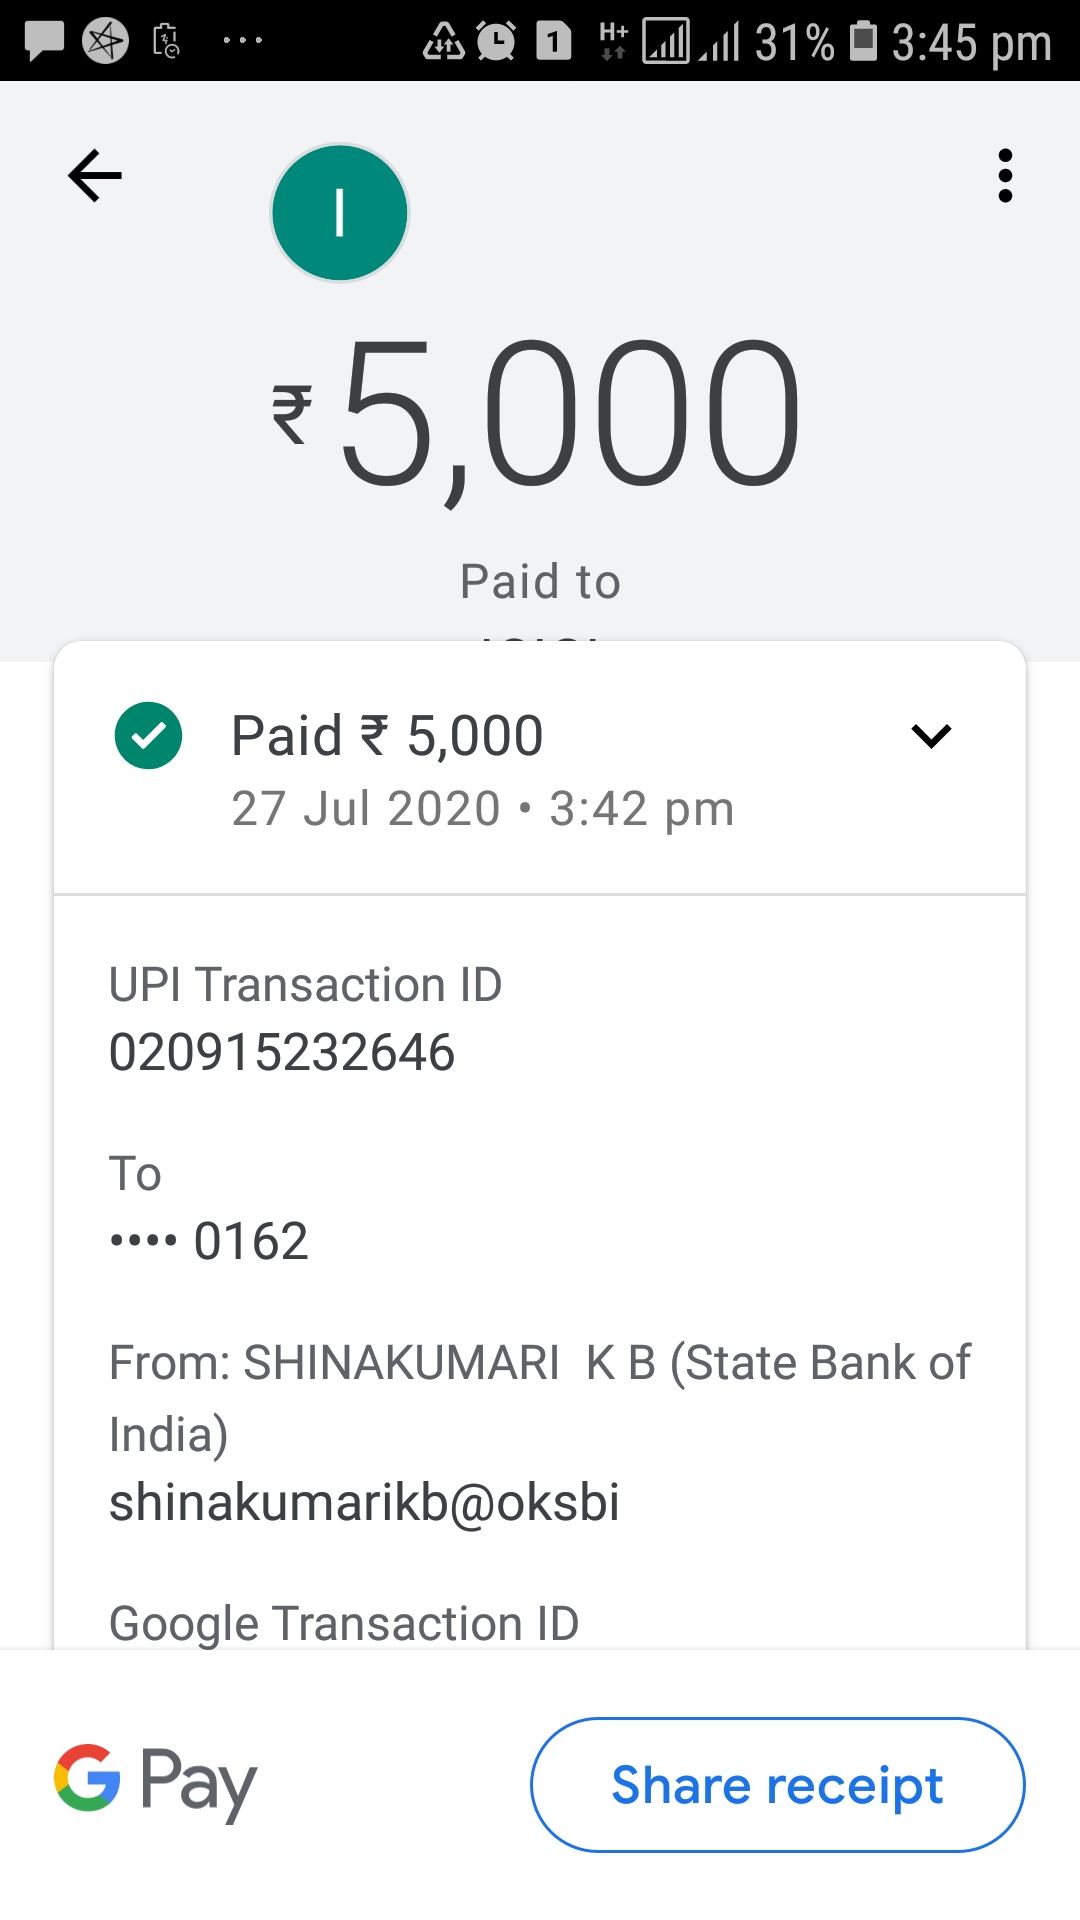 H+ 31% 3:45 pm
I
₹5,000
Paid to
Paid ₹ 5,000
27 Jul 2020 • 3:42 pm
UPI Transaction ID
020915232646
To
•••• 0162
From: SHINAKUMARI  K B (State Bank of
India)
shinakumarikb@oksbi
Google Transaction ID
G Pay
Share receipt